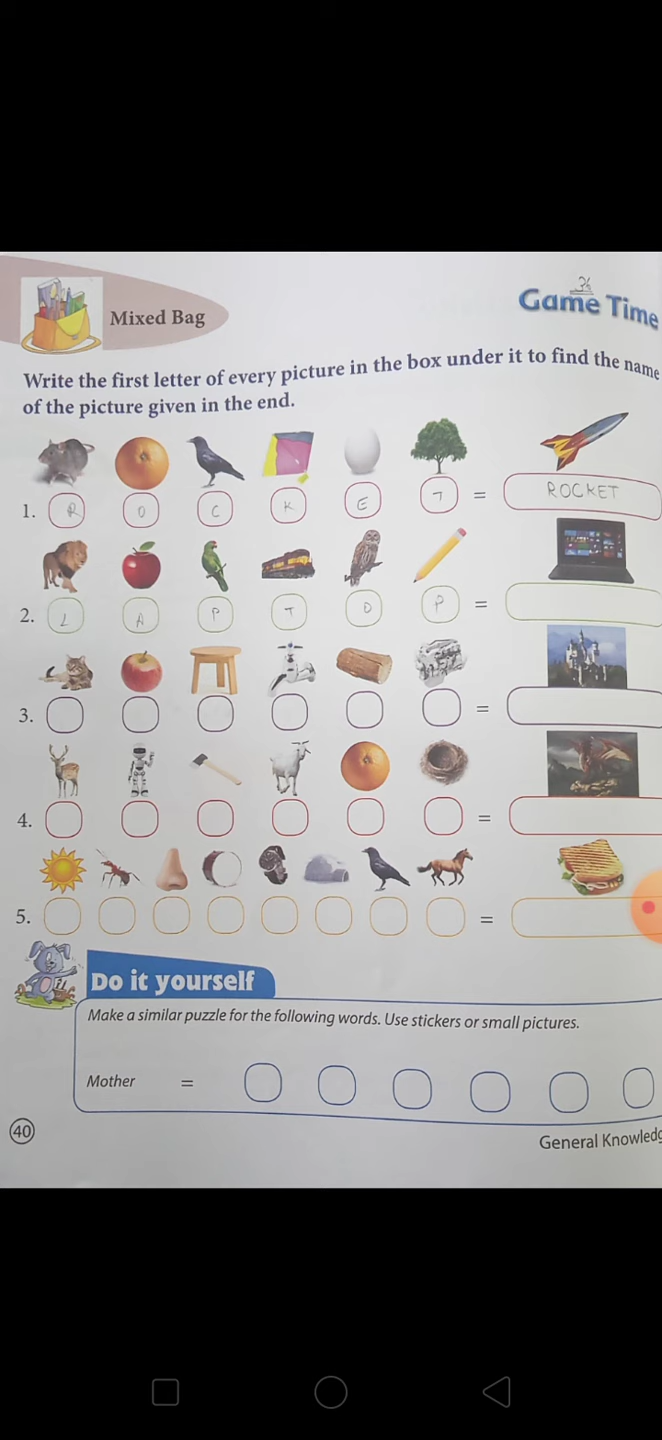 Mixed Bag
36
Game Time
Write the first letter of every picture in the box under it to find the name
of the picture given in the end.
1. R O C K E T = ROCKET
2. L A P T O P =
3. =
4. =
5. =
Do it yourself
Make a similar puzzle for the following words. Use stickers or small pictures.
Mother =
40
General Knowledg